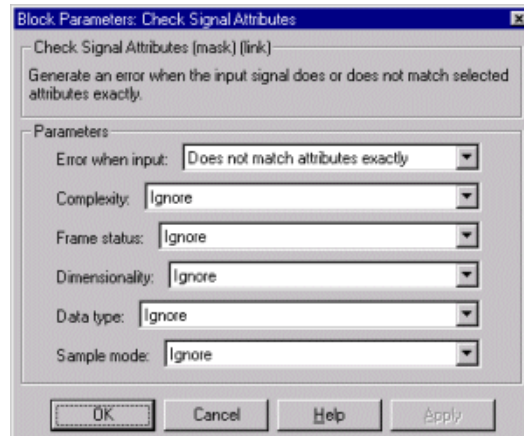 Block Parameters: Check Signal Attributes
Check Signal Attributes (mask) (link)
Generate an error when the input signal does or does not match selected
attributes exactly.
Parameters
Error when input: Does not match attributes exactly
Complexity: Ignore
Frame status: Ignore
Dimensionality: Ignore
Data type: Ignore
Sample mode: Ignore
OK Cancel Help Apply